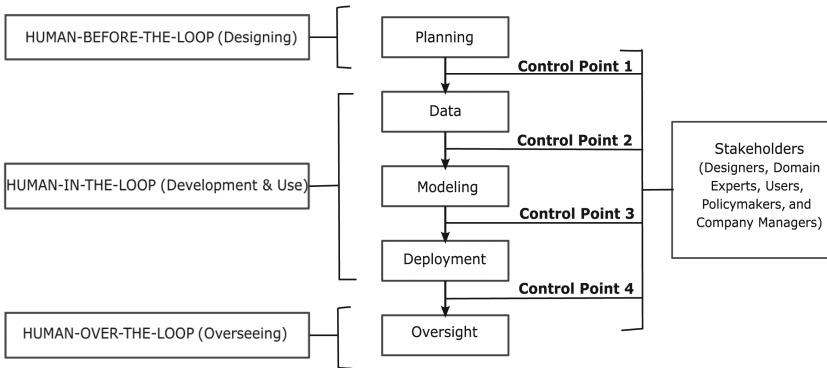 HUMAN-BEFORE-THE-LOOP (Designing)
Planning
Control Point 1
Data
Control Point 2
HUMAN-IN-THE-LOOP (Development & Use)
Modeling
Control Point 3
Deployment
Control Point 4
HUMAN-OVER-THE-LOOP (Overseeing)
Oversight
Stakeholders
(Designers, Domain
Experts, Users,
Policymakers, and
Company Managers)